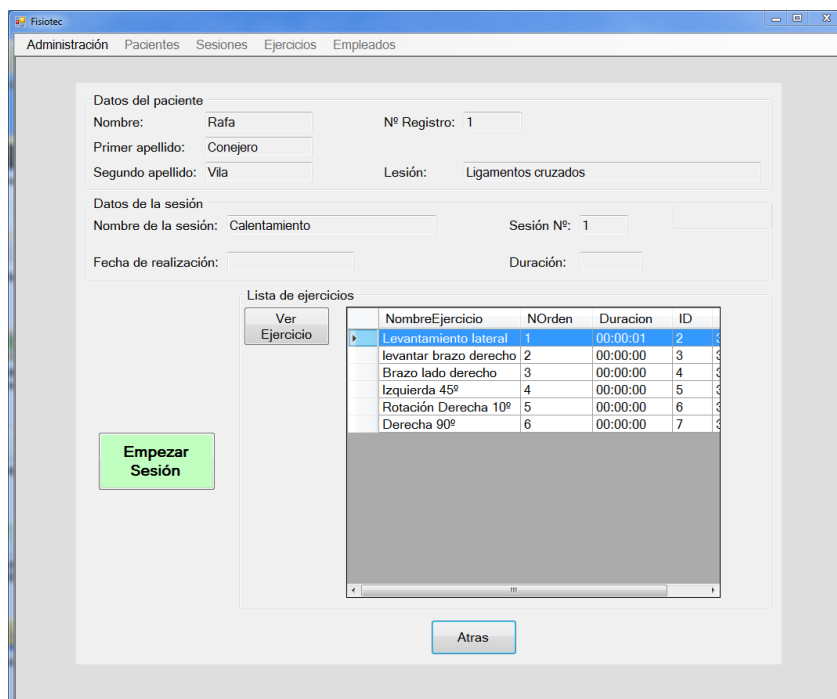 Fisiotec
Administración Pacientes Sesiones Ejercicios Empleados
Datos del paciente
Nombre: Rafa Nº Registro: 1
Primer apellido: Conejero
Segundo apellido: Vila Lesión: Ligamentos cruzados
Datos de la sesión
Nombre de la sesión: Calentamiento Sesión Nº: 1
Fecha de realización: Duración:
Lista de ejercicios
Ver
Ejercicio
NombreEjercicio NOrden Duracion ID
Levantamiento lateral 1 00:00:01 2
levantar brazo derecho 2 00:00:00 3
Brazo lado derecho 3 00:00:00 4
Izquierda 45º 4 00:00:00 5
Rotación Derecha 10º 5 00:00:00 6
Derecha 90º 6 00:00:00 7
Empezar
Sesión
Atras